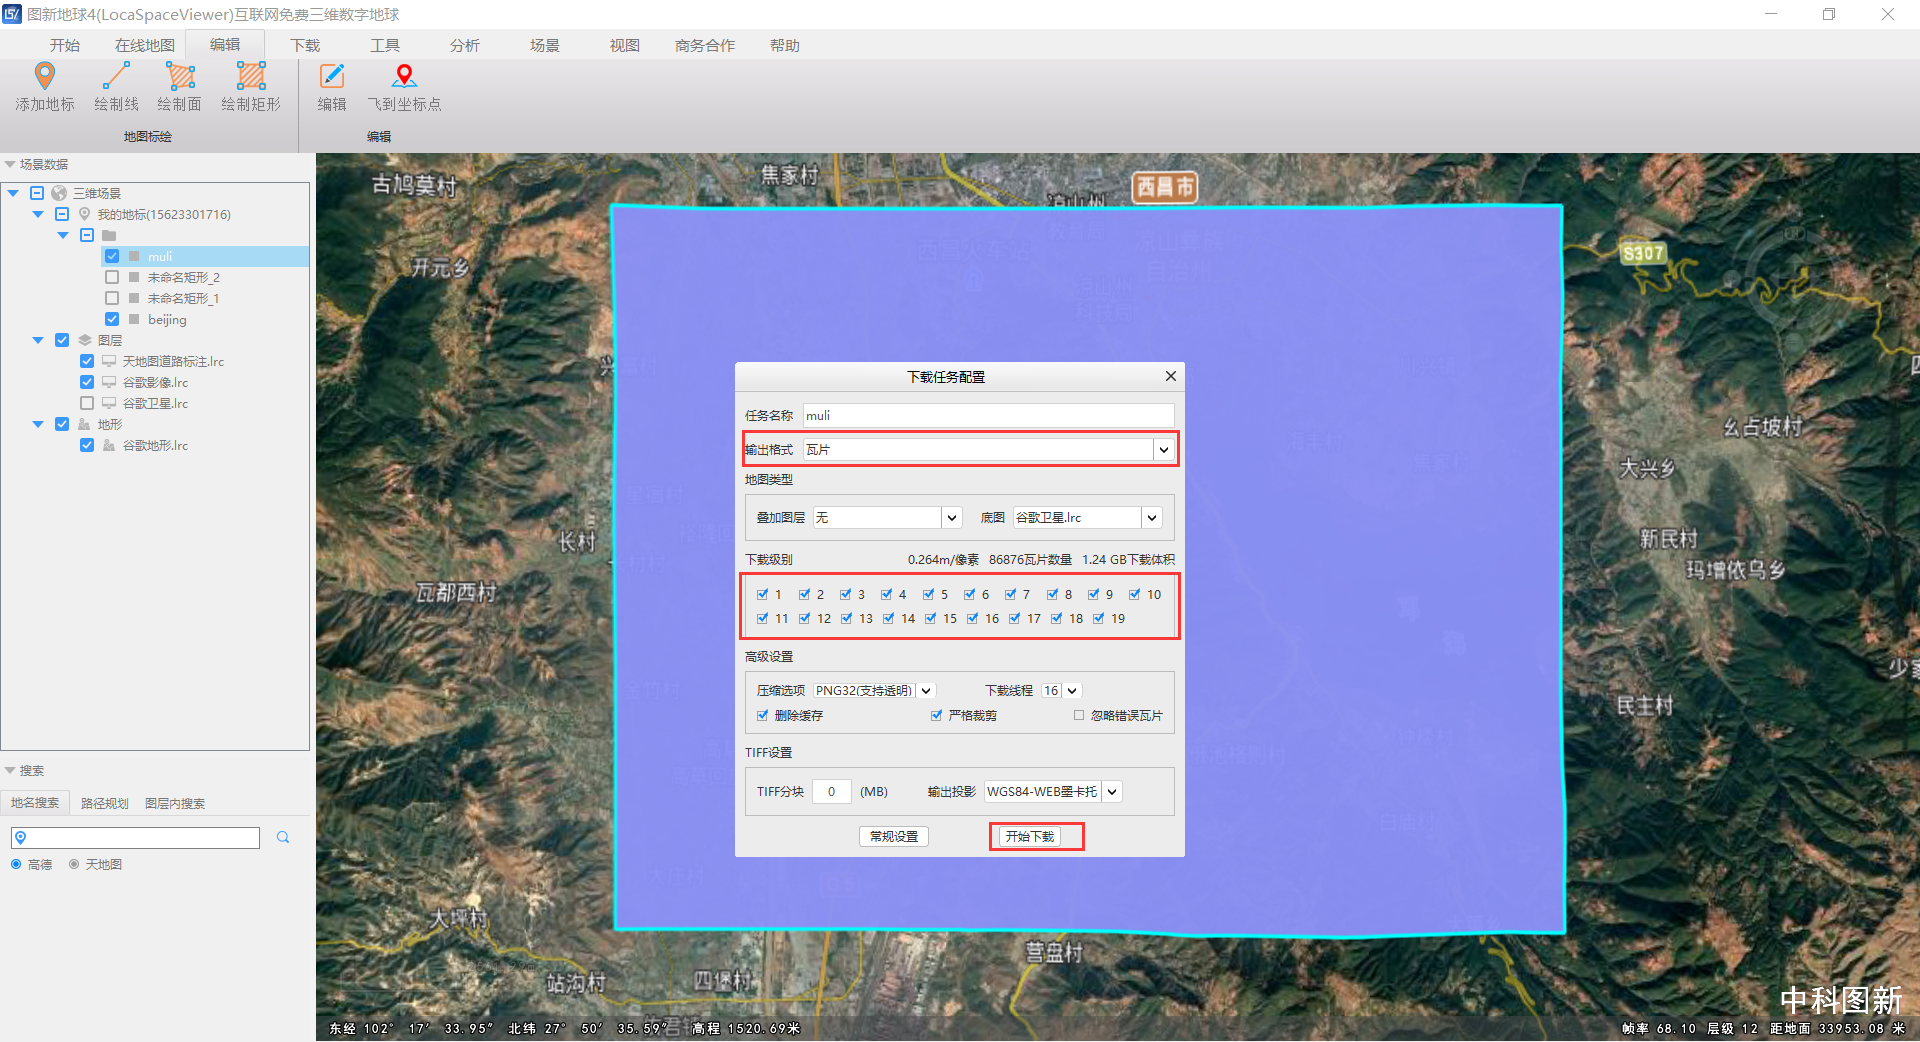 图新地球4(LocaSpaceViewer)互联网免费三维数字地球
开始 在线地图 编辑 下载 工具 分析 场景 视图 商务合作 帮助
添加地标 绘制线 绘制面 绘制矩形 编辑 飞到坐标点
地图标绘 编辑
场景数据
三维场景
我的地标(15623301716)
muli
未命名矩形_2
未命名矩形_1
beijing
图层
天地图道路标注.lrc
谷歌影像.lrc
谷歌卫星.lrc
地形
谷歌地形.lrc
搜索
地名搜索 路径规划 图层内搜索
高德 天地图
古鸠莫村
焦家村
凉山州
西昌市
开元乡
S307
长村
瓦都西村
大坪村
站沟村
四堡村
营盘村
么占坡村
大兴乡
新民村
玛增依乌乡
民主村
下载任务配置
任务名称 muli
输出格式 瓦片
地图类型
叠加图层 无 底图 谷歌卫星.lrc
下载级别 0.264m/像素 86876瓦片数量 1.24 GB下载体积
1 2 3 4 5 6 7 8 9 10
11 12 13 14 15 16 17 18 19
高级设置
压缩选项 PNG32(支持透明) 下载线程 16
删除缓存 严格裁剪 忽略错误瓦片
TIFF设置
TIFF分块 0 (MB) 输出投影 WGS84-WEB墨卡托
常规设置 开始下载
中科图新
东经 102° 17′ 33.95″ 北纬 27° 50′ 35.59″ 高程 1520.69米
帧率 68.10 层级 12 距地面 33953.08 米